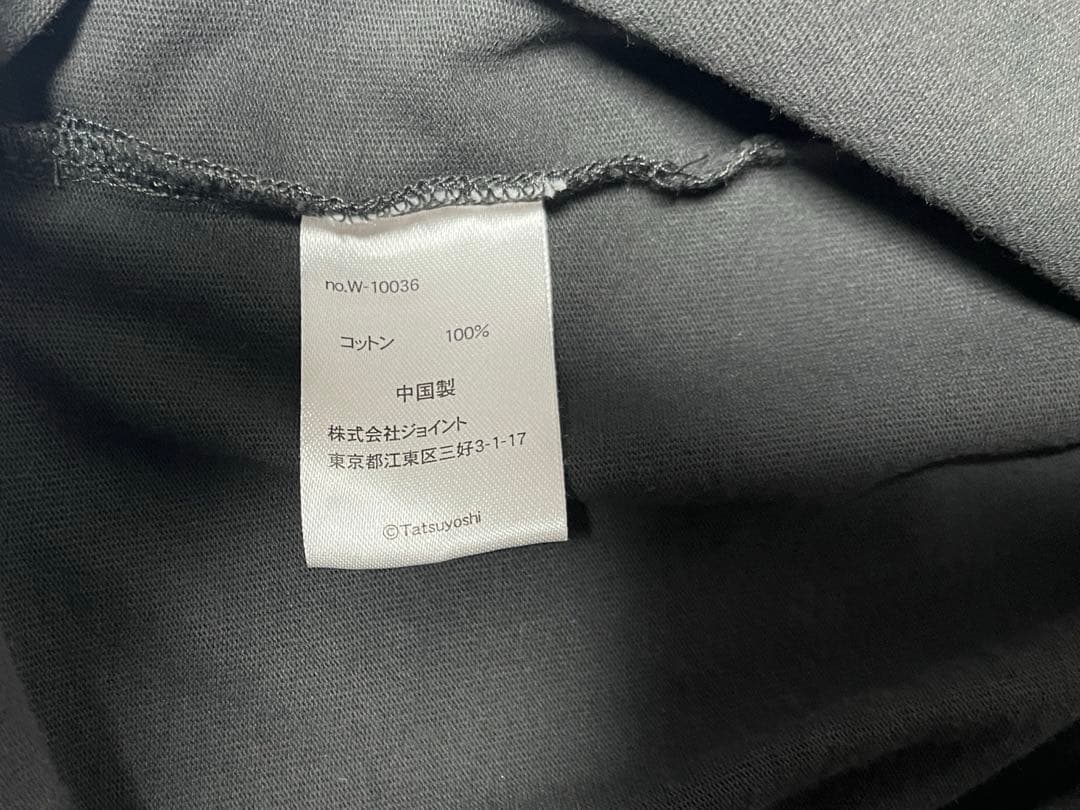 no.W-10036
コットン 100%
中国製
株式会社ジョイント
東京都江東区三好3-1-17
©Tatsuyoshi